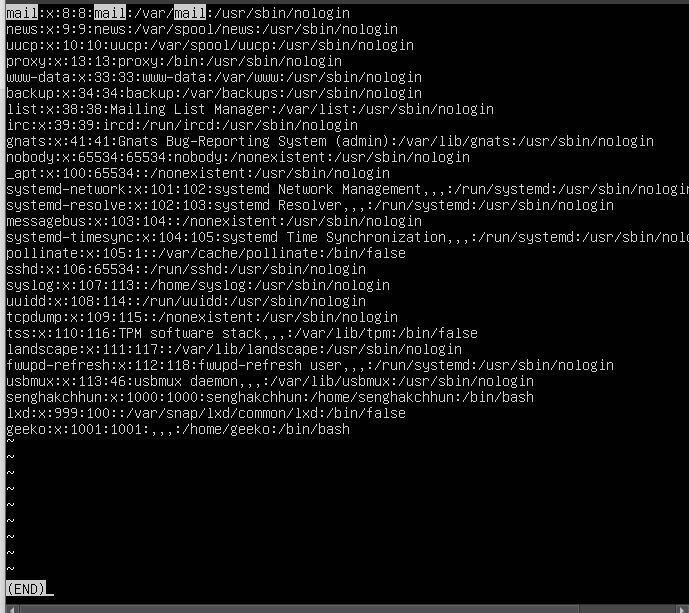 mail:x:8:8:mail:/var/mail:/usr/sbin/nologin
news:x:9:9:news:/var/spool/news:/usr/sbin/nologin
uucp:x:10:10:uucp:/var/spool/uucp:/usr/sbin/nologin
proxy:x:13:13:proxy:/bin:/usr/sbin/nologin
www-data:x:33:33:www-data:/var/www:/usr/sbin/nologin
backup:x:34:34:backup:/var/backups:/usr/sbin/nologin
list:x:38:38:Mailing List Manager:/var/list:/usr/sbin/nologin
irc:x:39:39:ircd:/run/ircd:/usr/sbin/nologin
gnats:x:41:41:Gnats Bug-Reporting System (admin):/var/lib/gnats:/usr/sbin/nologin
nobody:x:65534:65534:nobody:/nonexistent:/usr/sbin/nologin
_apt:x:100:65534::/nonexistent:/usr/sbin/nologin
systemd-network:x:101:102:systemd Network Management,,,:/run/systemd:/usr/sbin/nologi
systemd-resolve:x:102:103:systemd Resolver,,,:/run/systemd:/usr/sbin/nologin
messagebus:x:103:104::/nonexistent:/usr/sbin/nologin
systemd-timesync:x:104:105:systemd Time Synchronization,,,:/run/systemd:/usr/sbin/nol
pollinate:x:105:1::/var/cache/pollinate:/bin/false
sshd:x:106:65534::/run/sshd:/usr/sbin/nologin
syslog:x:107:113::/home/syslog:/usr/sbin/nologin
uuidd:x:108:114::/run/uuidd:/usr/sbin/nologin
tcpdump:x:109:115::/nonexistent:/usr/sbin/nologin
tss:x:110:116:TPM software stack,,,:/var/lib/tpm:/bin/false
landscape:x:111:117::/var/lib/landscape:/usr/sbin/nologin
fwupd-refresh:x:112:118:fwupd-refresh user,,,:/run/systemd:/usr/sbin/nologin
usbmux:x:113:46:usbmux daemon,,,:/var/lib/usbmux:/usr/sbin/nologin
senghakchhun:x:1000:1000:senghakchhun:/home/senghakchhun:/bin/bash
lxd:x:999:100::/var/snap/lxd/common/lxd:/bin/false
geeko:x:1001:1001:,,,:/home/geeko:/bin/bash
~
~
~
~
~
~
~
~
~
(END)